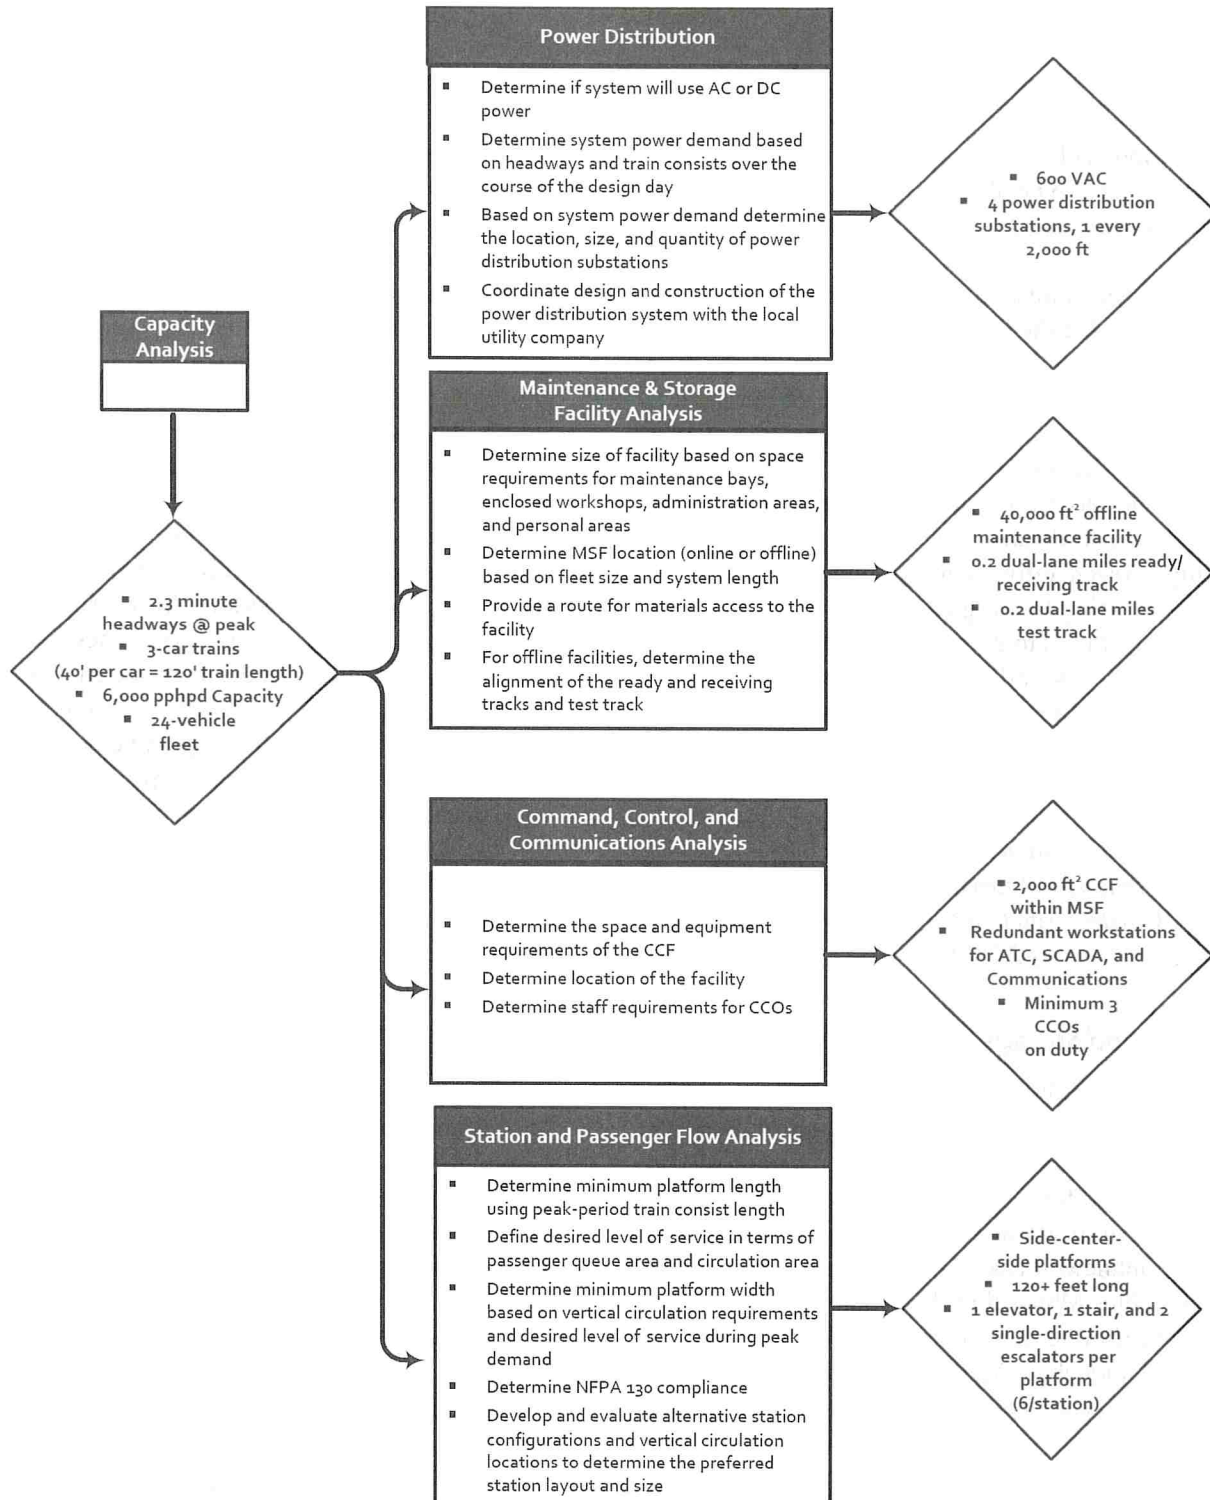 Capacity
Analysis
▪ 2.3 minute
headways @ peak
▪ 3-car trains
(40' per car = 120' train length)
▪ 6,000 pphpd Capacity
▪ 24-vehicle
fleet
Power Distribution
▪ Determine if system will use AC or DC
power
▪ Determine system power demand based
on headways and train consists over the
course of the design day
▪ Based on system power demand determine
the location, size, and quantity of power
distribution substations
▪ Coordinate design and construction of the
power distribution system with the local
utility company
▪ 600 VAC
▪ 4 power distribution
substations, 1 every
2,000 ft
Maintenance & Storage
Facility Analysis
▪ Determine size of facility based on space
requirements for maintenance bays,
enclosed workshops, administration areas,
and personal areas
▪ Determine MSF location (online or offline)
based on fleet size and system length
▪ Provide a route for materials access to the
facility
▪ For offline facilities, determine the
alignment of the ready and receiving
tracks and test track
▪ 40,000 ft² offline
maintenance facility
▪ 0.2 dual-lane miles ready/
receiving track
▪ 0.2 dual-lane miles
test track
Command, Control, and
Communications Analysis
▪ Determine the space and equipment
requirements of the CCF
▪ Determine location of the facility
▪ Determine staff requirements for CCOs
▪ 2,000 ft² CCF
within MSF
▪ Redundant workstations
for ATC, SCADA, and
Communications
▪ Minimum 3
CCOs
on duty
Station and Passenger Flow Analysis
▪ Determine minimum platform length
using peak-period train consist length
▪ Define desired level of service in terms of
passenger queue area and circulation area
▪ Determine minimum platform width
based on vertical circulation requirements
and desired level of service during peak
demand
▪ Determine NFPA 130 compliance
▪ Develop and evaluate alternative station
configurations and vertical circulation
locations to determine the preferred
station layout and size
▪ Side-center-
side platforms
▪ 120+ feet long
▪ 1 elevator, 1 stair, and 2
single-direction
escalators per
platform
(6/station)